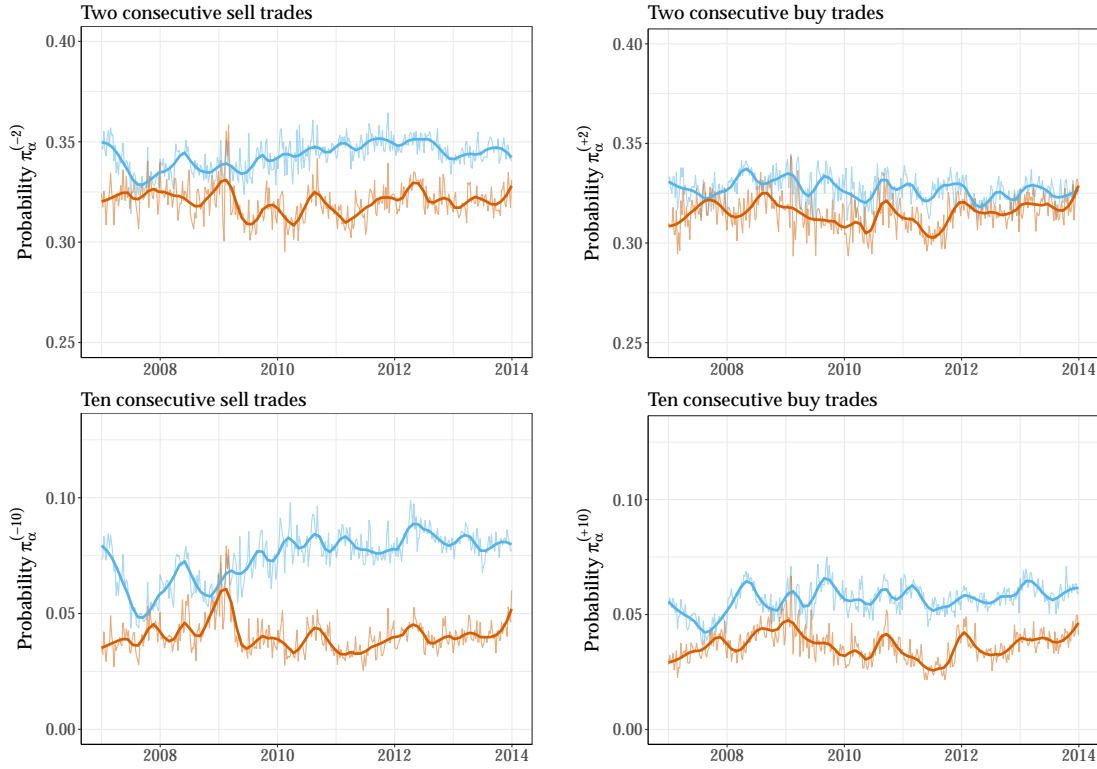 Two consecutive sell trades
Probability π_α^(−2)
0.40
0.35
0.30
0.25
2008 2010 2012 2014
Two consecutive buy trades
Probability π_α^(+2)
0.40
0.35
0.30
0.25
2008 2010 2012 2014
Ten consecutive sell trades
Probability π_α^(−10)
0.10
0.05
0.00
2008 2010 2012 2014
Ten consecutive buy trades
Probability π_α^(+10)
0.10
0.05
0.00
2008 2010 2012 2014